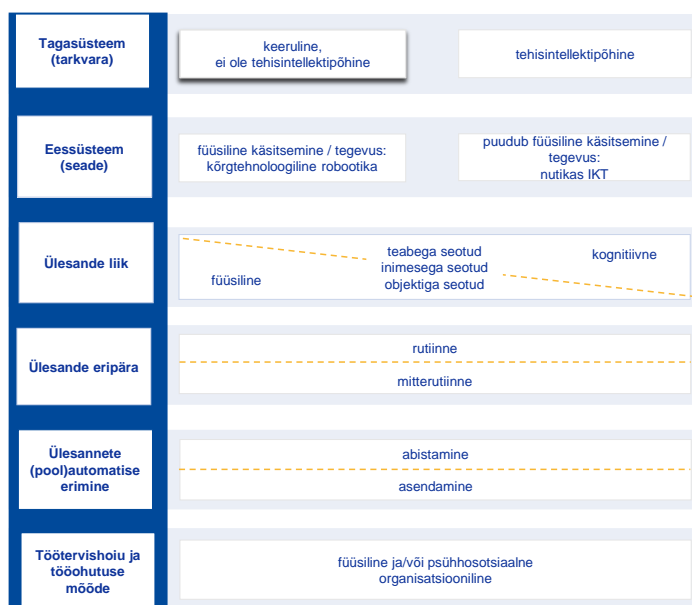 Tagasüsteem
(tarkvara)
keeruline,
ei ole tehisintellektipõhine
tehisintellektipõhine
Eessüsteem
(seade)
füüsiline käsitsemine / tegevus:
kõrgtehnoloogiline robootika
puudub füüsiline käsitsemine /
tegevus:
nutikas IKT
Ülesande liik
füüsiline
teabega seotud
inimesega seotud
objektiga seotud
kognitiivne
Ülesande eripära
rutiinne
mitterutiinne
Ülesannete
(pool)automatise
erimine
abistamine
asendamine
Töötervishoiu ja
tööohutuse
mõõde
füüsiline ja/või psühhosotsiaalne
organisatsiooniline